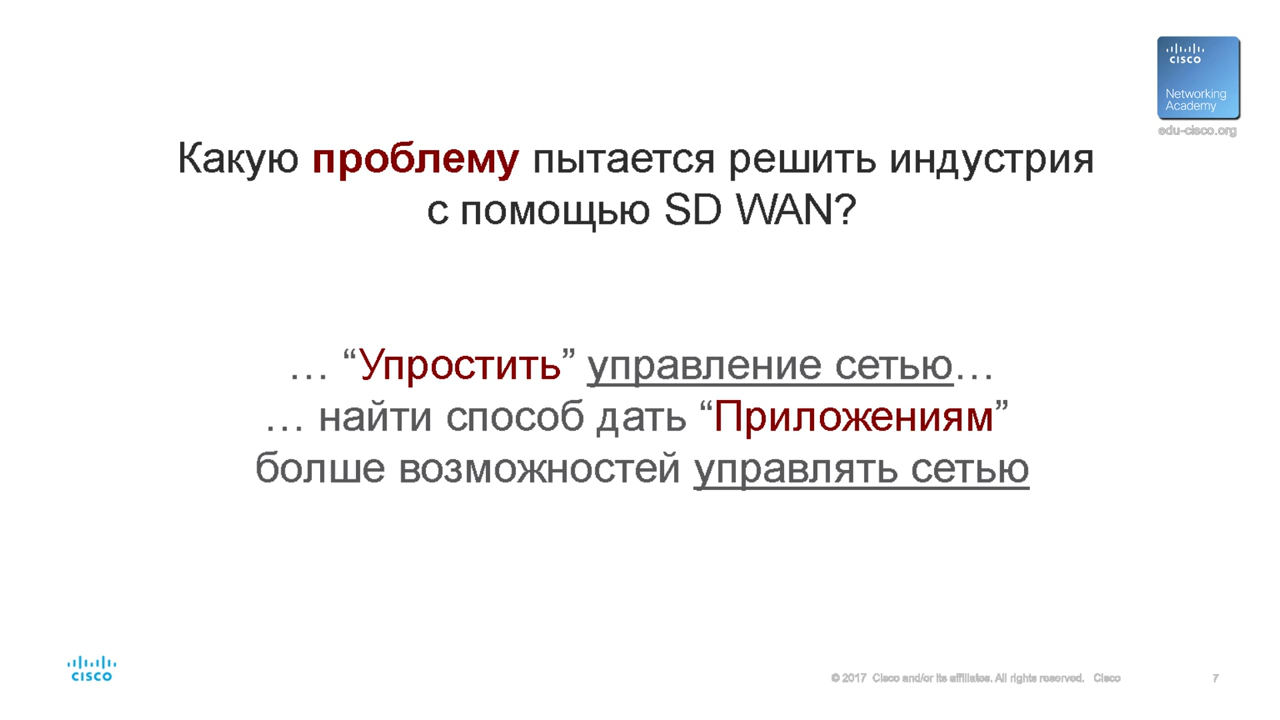 CISCO
Networking
Academy
edu-cisco.org
Какую проблему пытается решить индустрия
с помощью SD WAN?
… “Упростить” управление сетью…
… найти способ дать “Приложениям”
болше возможностей управлять сетью
CISCO
© 2017 Cisco and/or its affiliates. All rights reserved. Cisco 7